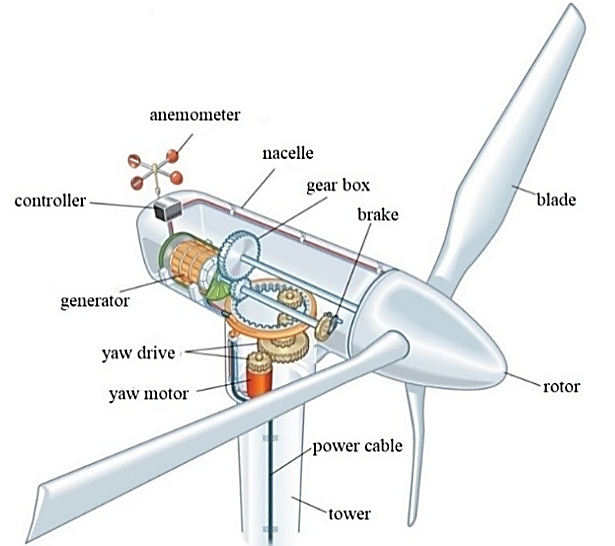 anemometer
nacelle
gear box
controller
blade
brake
generator
yaw drive
rotor
yaw motor
power cable
tower